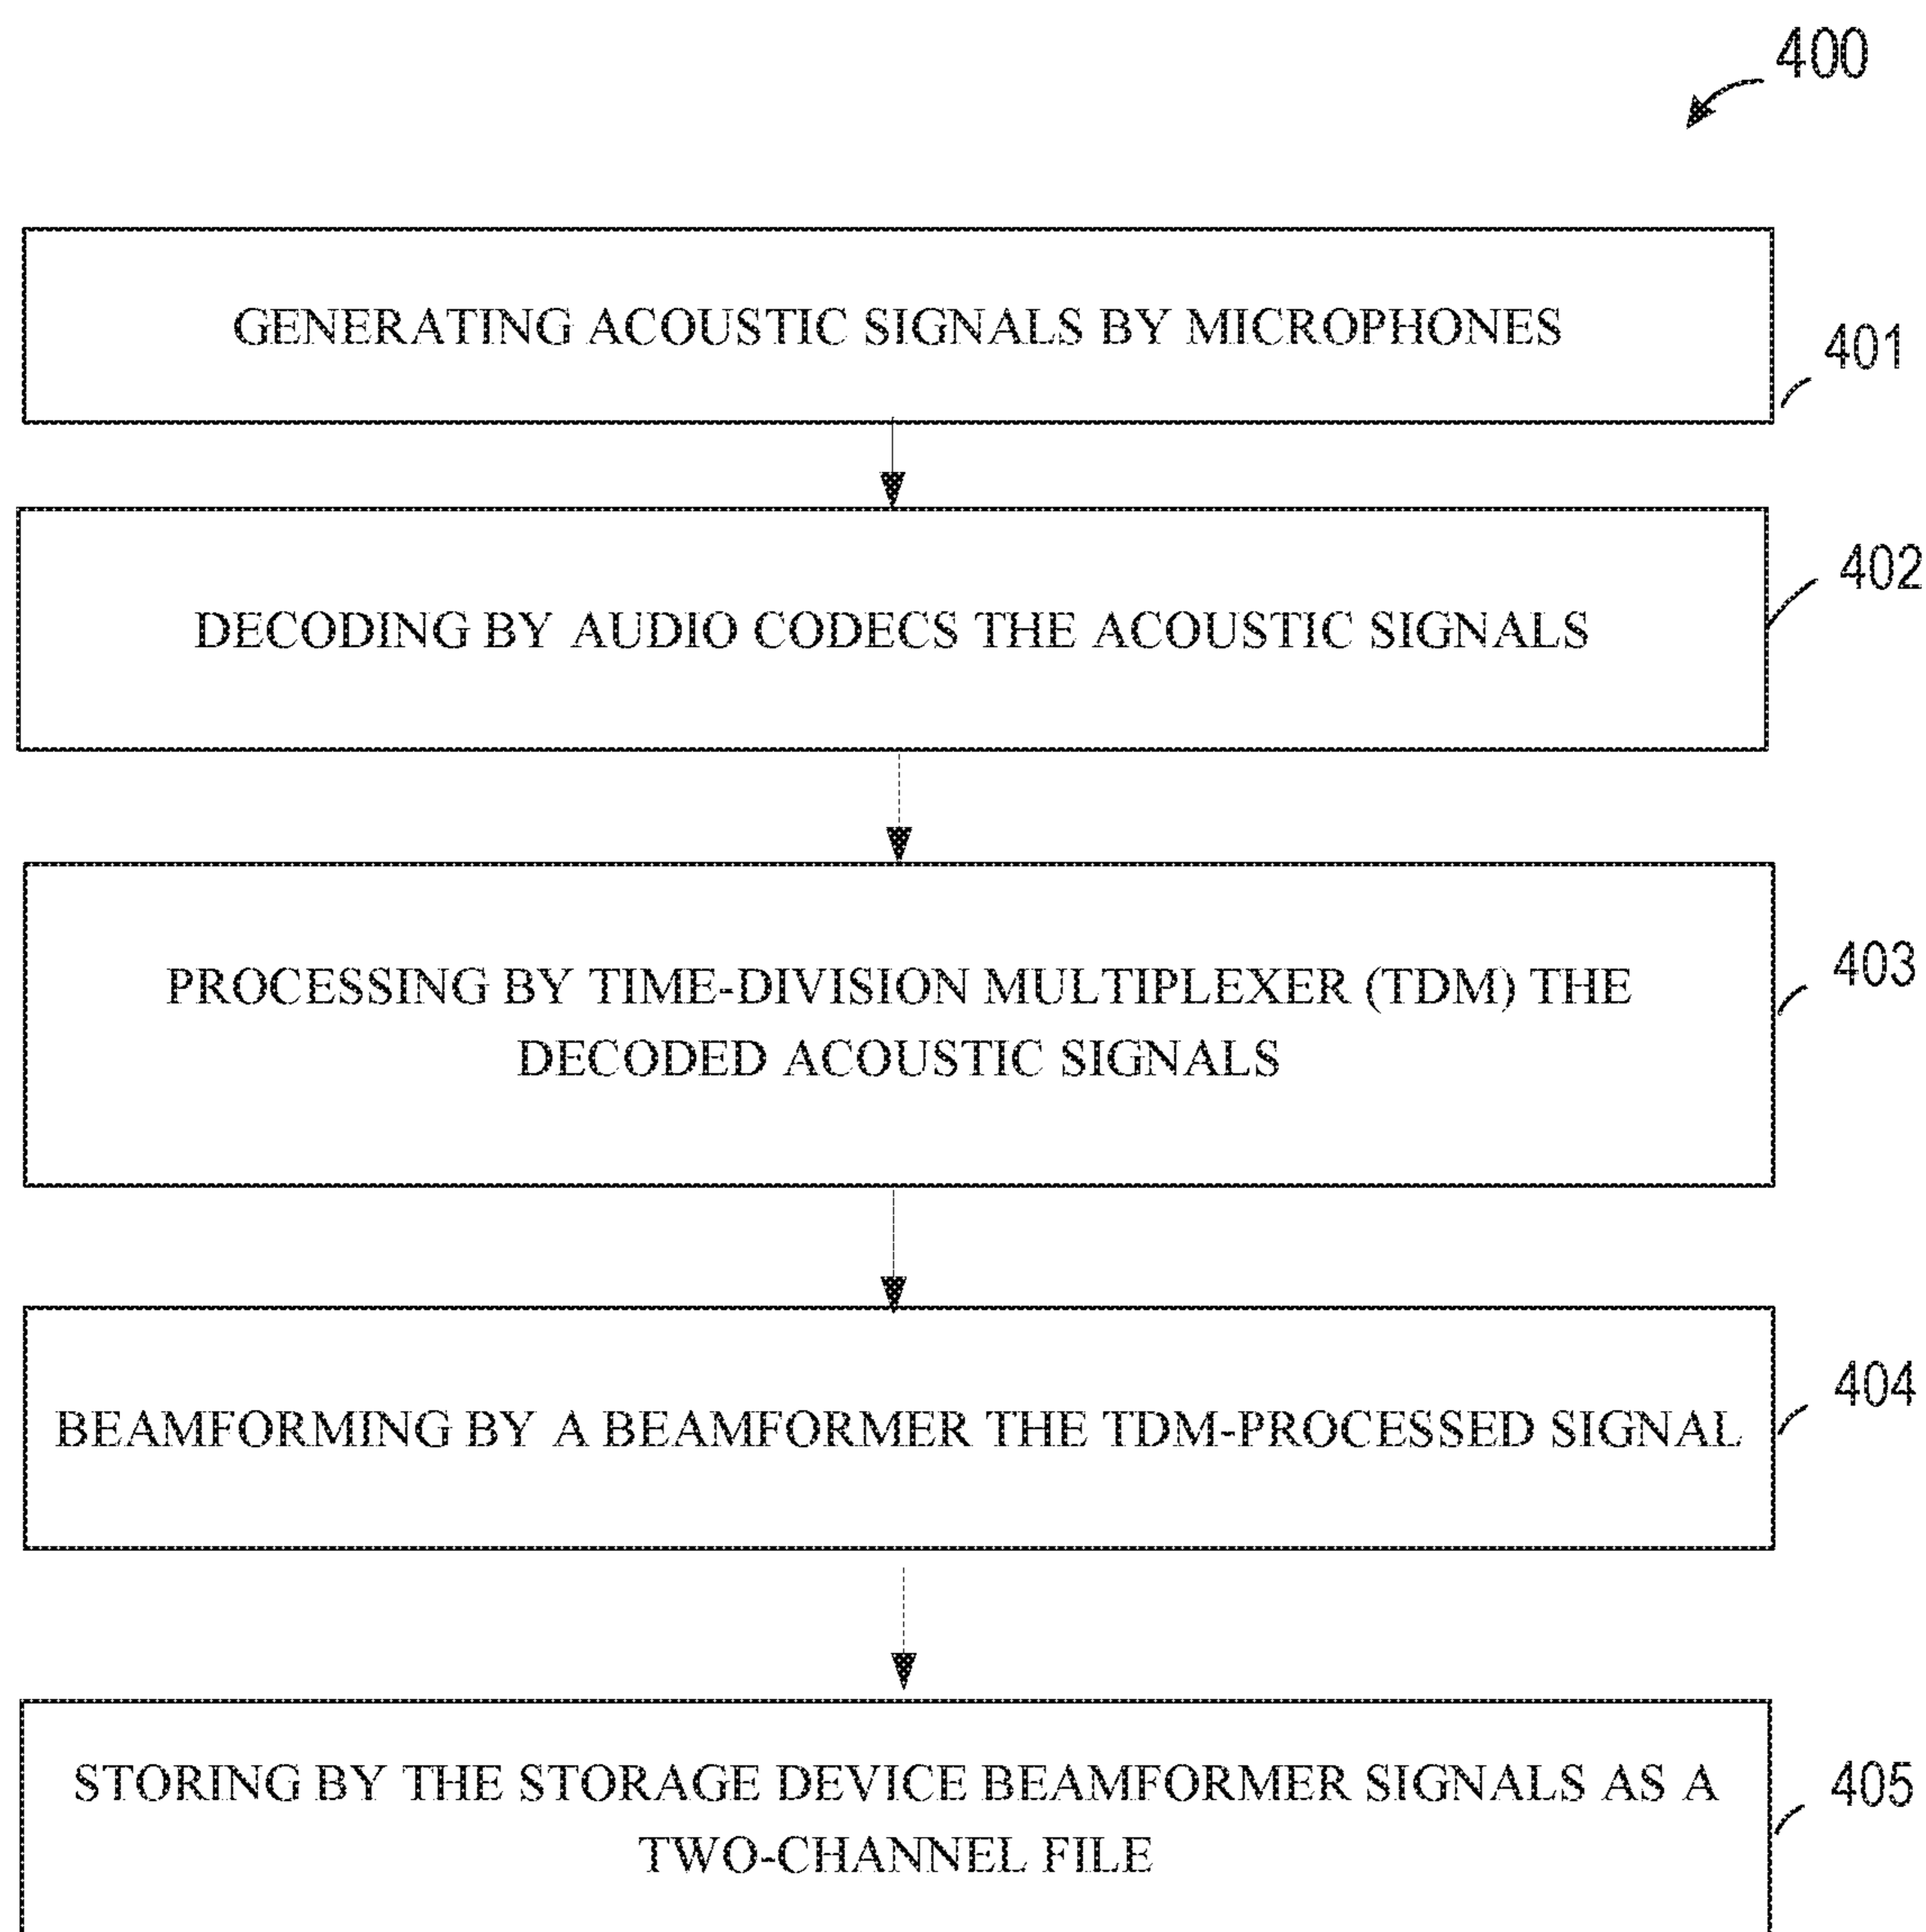 400
GENERATING ACOUSTIC SIGNALS BY MICROPHONES
401
DECODING BY AUDIO CODECS THE ACOUSTIC SIGNALS
402
PROCESSING BY TIME-DIVISION MULTIPLEXER (TDM) THE
DECODED ACOUSTIC SIGNALS
403
BEAMFORMING BY A BEAMFORMER THE TDM-PROCESSED SIGNAL
404
STORING BY THE STORAGE DEVICE BEAMFORMER SIGNALS AS A
TWO-CHANNEL FILE
405